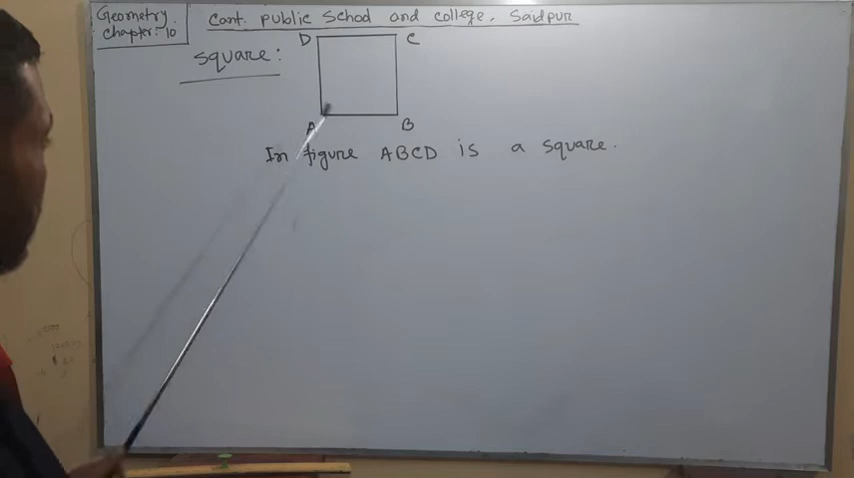 Geometry
chapter: 10
Cant. public School and college, Saidpur
square:
D
C
A
B
In figure ABCD is a square.